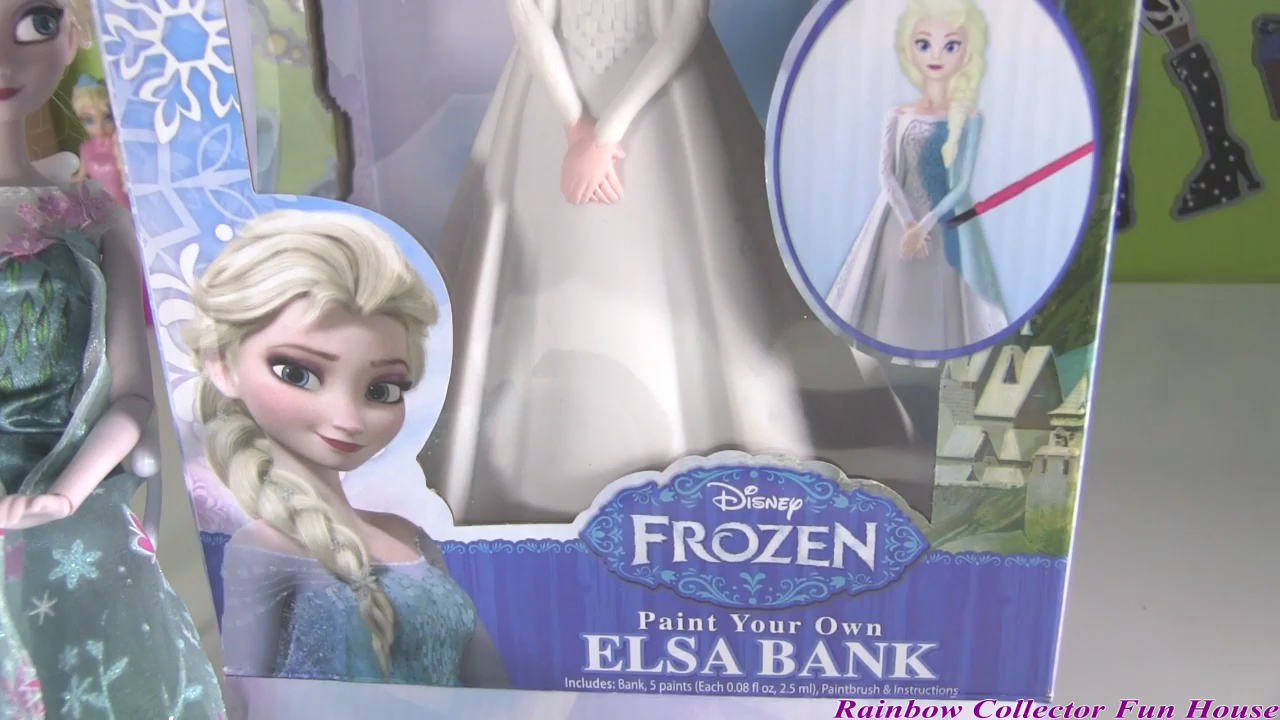 Disney
FROZEN
Paint Your Own
ELSA BANK
Includes: Bank, 5 paints (Each 0.08 fl oz, 2.5 ml), Paintbrush & Instructions
Rainbow Collector Fun House